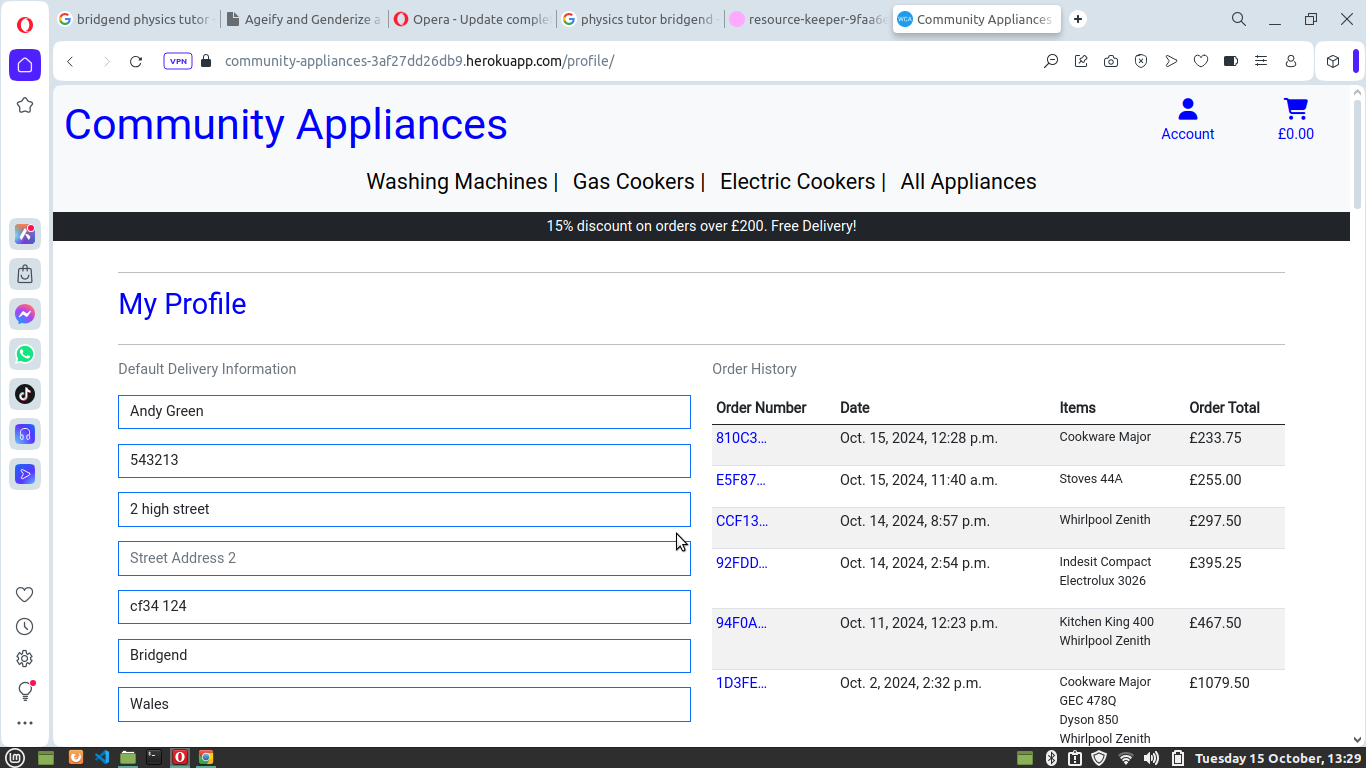 bridgend physics tutor
Ageify and Genderize a
Opera - Update comple
physics tutor bridgend
resource-keeper-9faa6
Community Appliances
VPN
community-appliances-3af27dd26db9.herokuapp.com/profile/
Community Appliances
Account
£0.00
Washing Machines |
Gas Cookers |
Electric Cookers |
All Appliances
15% discount on orders over £200. Free Delivery!
My Profile
Default Delivery Information
Andy Green
543213
2 high street
Street Address 2
cf34 124
Bridgend
Wales
Order History
Order Number Date Items Order Total
810C3... Oct. 15, 2024, 12:28 p.m. Cookware Major £233.75
E5F87... Oct. 15, 2024, 11:40 a.m. Stoves 44A £255.00
CCF13... Oct. 14, 2024, 8:57 p.m. Whirlpool Zenith £297.50
92FDD... Oct. 14, 2024, 2:54 p.m. Indesit Compact £395.25
Electrolux 3026
94F0A... Oct. 11, 2024, 12:23 p.m. Kitchen King 400 £467.50
Whirlpool Zenith
1D3FE... Oct. 2, 2024, 2:32 p.m. Cookware Major £1079.50
GEC 478Q
Dyson 850
Whirlpool Zenith
Tuesday 15 October, 13:29